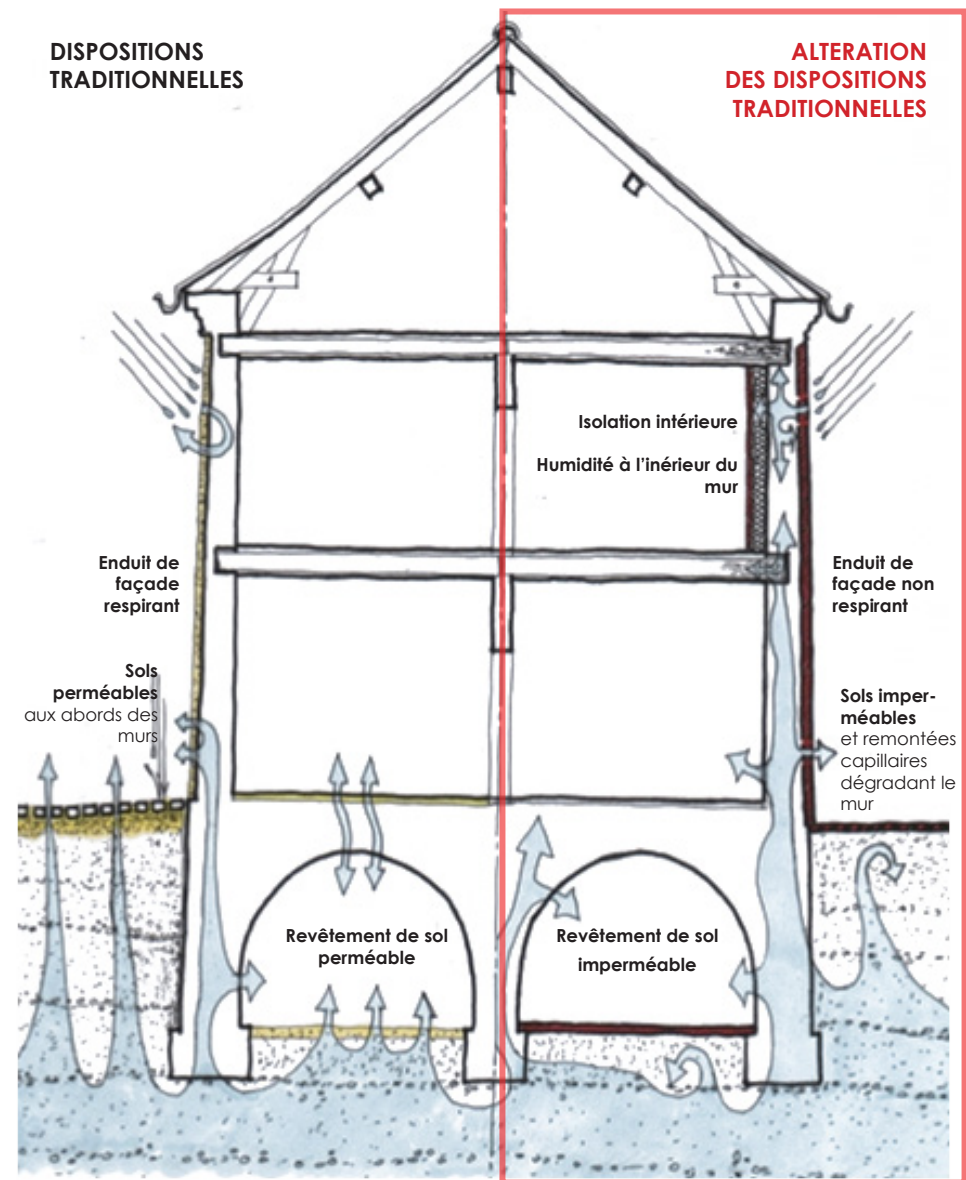 DISPOSITIONS
TRADITIONNELLES
ALTERATION
DES DISPOSITIONS
TRADITIONNELLES
Isolation intérieure
Humidité à l'inérieur du
mur
Enduit de
façade
respirant
Enduit de
façade non
respirant
Sols
perméables
aux abords des
murs
Sols imper-
méables
et remontées
capillaires
dégradant le
mur
Revêtement de sol
perméable
Revêtement de sol
imperméable